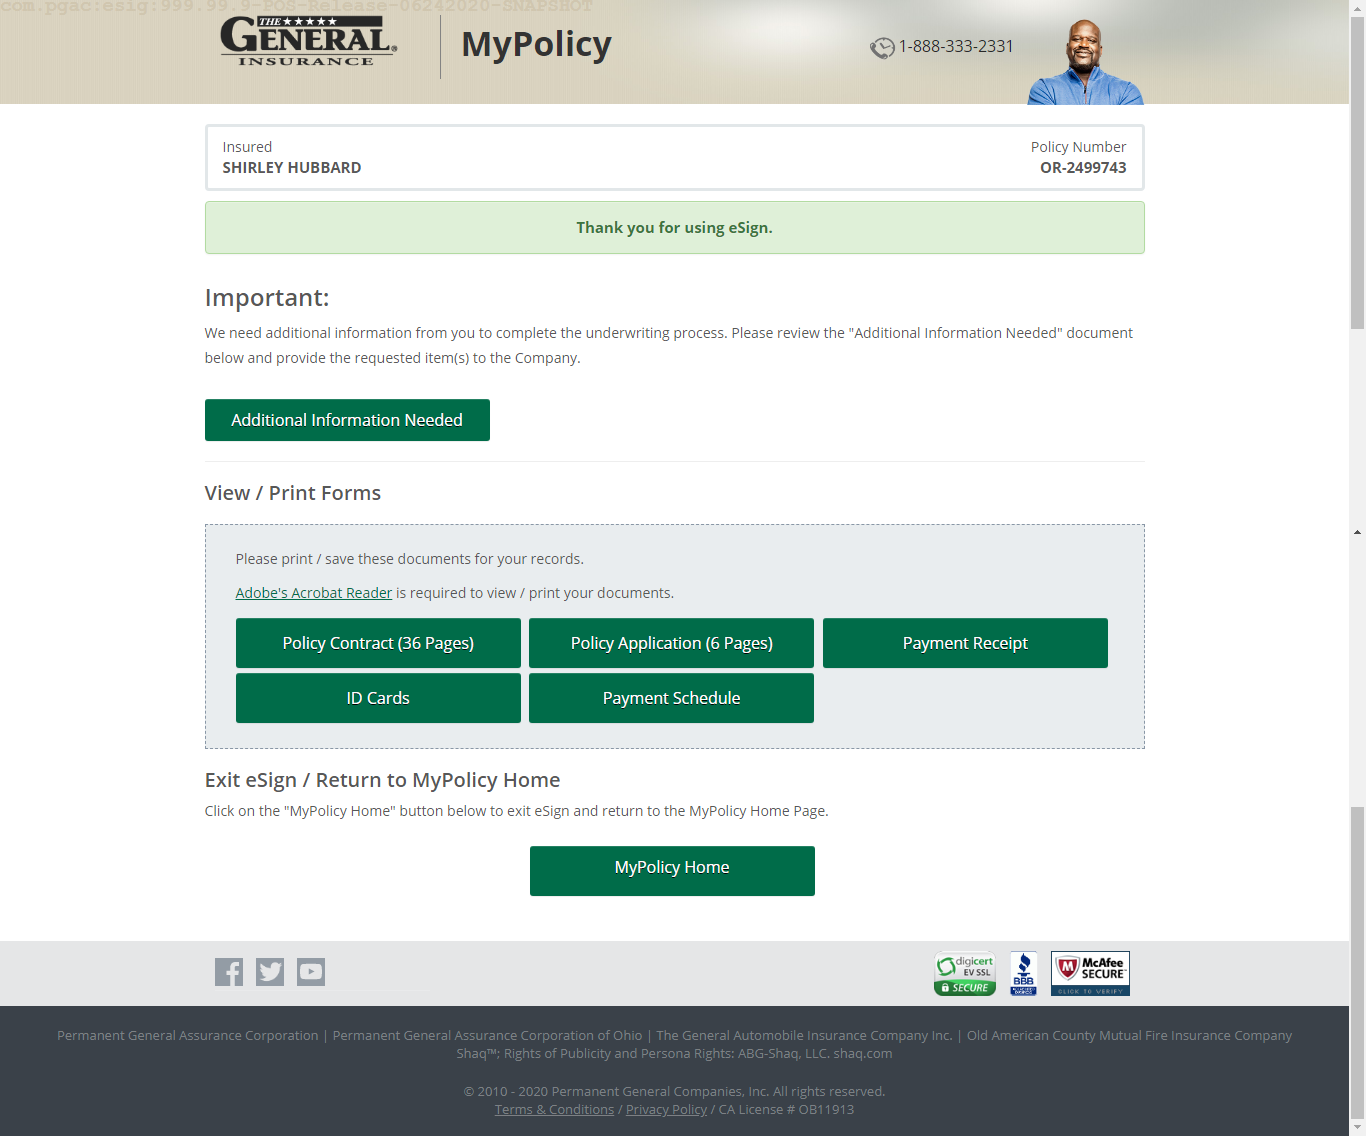 com.pgac:esig:999.99.9-POS-Release-06242020-SNAPSHOT
THE
GENERAL®
INSURANCE
MyPolicy
1-888-333-2331
Insured
Policy Number
SHIRLEY HUBBARD
OR-2499743
Thank you for using eSign.
Important:
We need additional information from you to complete the underwriting process. Please review the "Additional Information Needed" document
below and provide the requested item(s) to the Company.
Additional Information Needed
View / Print Forms
Please print / save these documents for your records.
Adobe's Acrobat Reader is required to view / print your documents.
Policy Contract (36 Pages)
Policy Application (6 Pages)
Payment Receipt
ID Cards
Payment Schedule
Exit eSign / Return to MyPolicy Home
Click on the "MyPolicy Home" button below to exit eSign and return to the MyPolicy Home Page.
MyPolicy Home
digicert
EV SSL
SECURE
BBB
McAfee
SECURE™
CLICK TO VERIFY
Permanent General Assurance Corporation | Permanent General Assurance Corporation of Ohio | The General Automobile Insurance Company Inc. | Old American County Mutual Fire Insurance Company
Shaq™; Rights of Publicity and Persona Rights: ABG-Shaq, LLC. shaq.com
© 2010 - 2020 Permanent General Companies, Inc. All rights reserved.
Terms & Conditions / Privacy Policy / CA License # OB11913